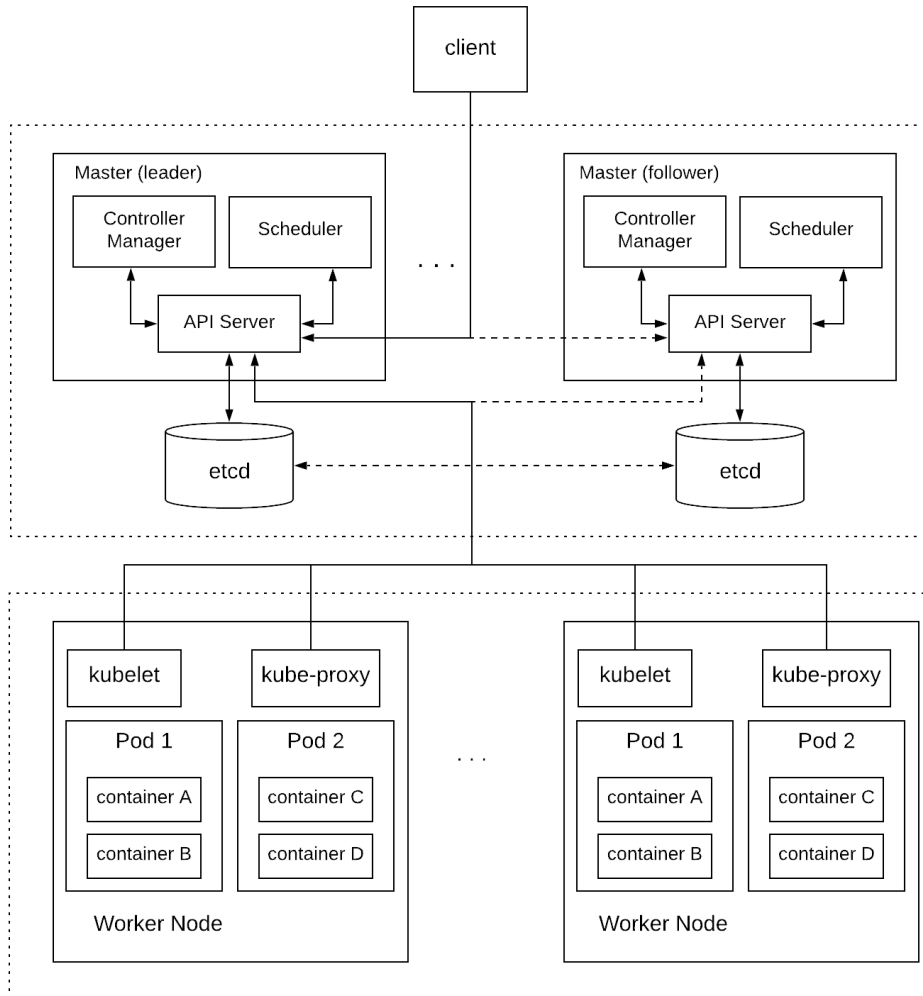 client
Master (leader)
Controller
Manager
Scheduler
API Server
etcd
. . .
Master (follower)
Controller
Manager
Scheduler
API Server
etcd
kubelet
kube-proxy
Pod 1
container A
container B
Pod 2
container C
container D
Worker Node
. . .
kubelet
kube-proxy
Pod 1
container A
container B
Pod 2
container C
container D
Worker Node